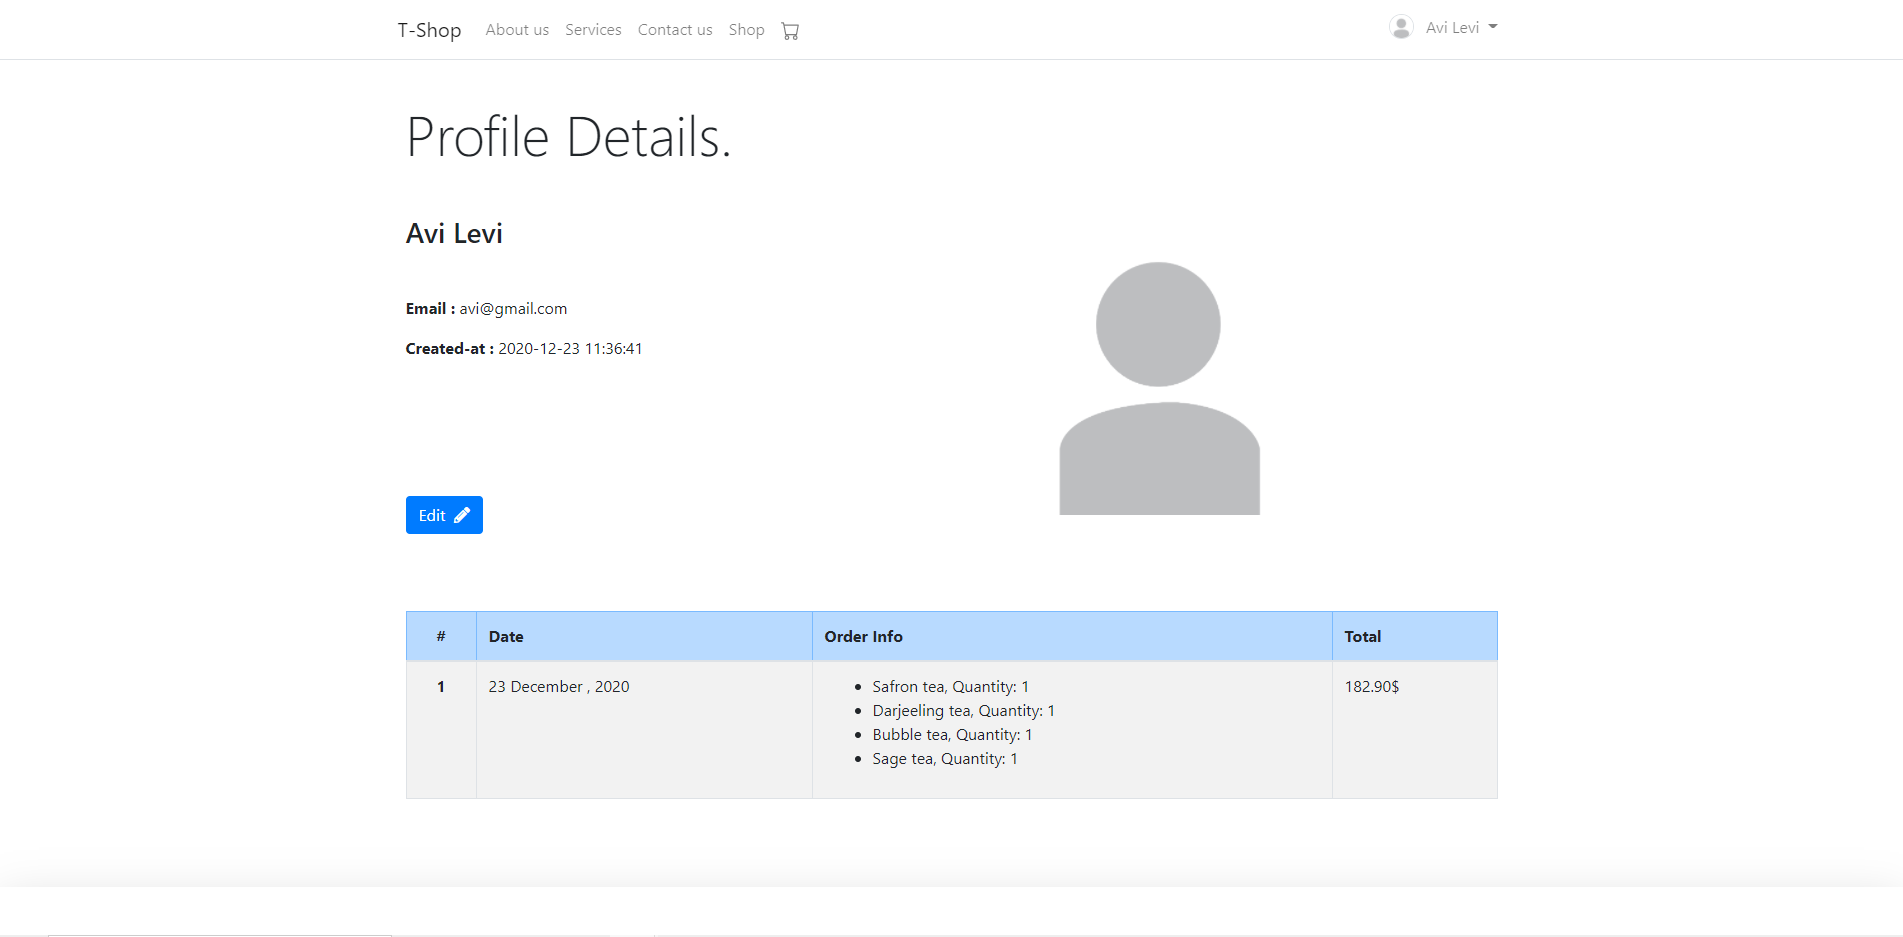 T-Shop About us Services Contact us Shop Avi Levi
Profile Details.
Avi Levi
Email : avi@gmail.com
Created-at : 2020-12-23 11:36:41
Edit
# Date Order Info Total
1 23 December , 2020 Safron tea, Quantity: 1 182.90$
Darjeeling tea, Quantity: 1
Bubble tea, Quantity: 1
Sage tea, Quantity: 1